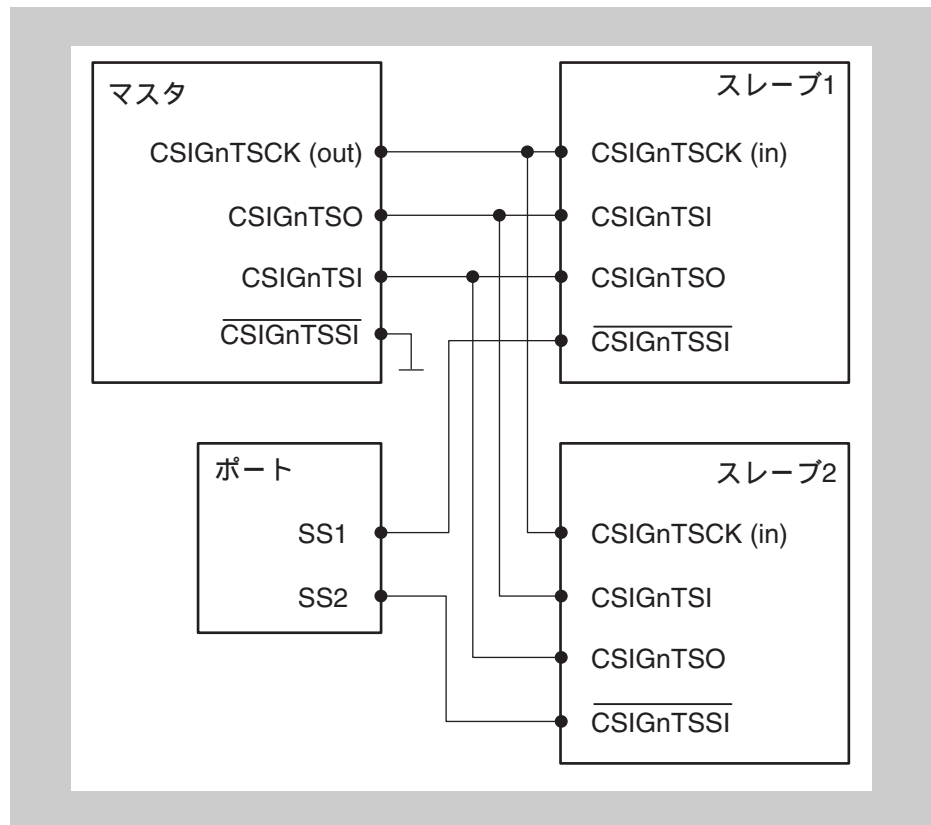 マスタ
CSIGnTSCK (out)
CSIGnTSO
CSIGnTSI
CSIGnTSSI
スレーブ1
CSIGnTSCK (in)
CSIGnTSI
CSIGnTSO
CSIGnTSSI
ポート
SS1
SS2
スレーブ2
CSIGnTSCK (in)
CSIGnTSI
CSIGnTSO
CSIGnTSSI